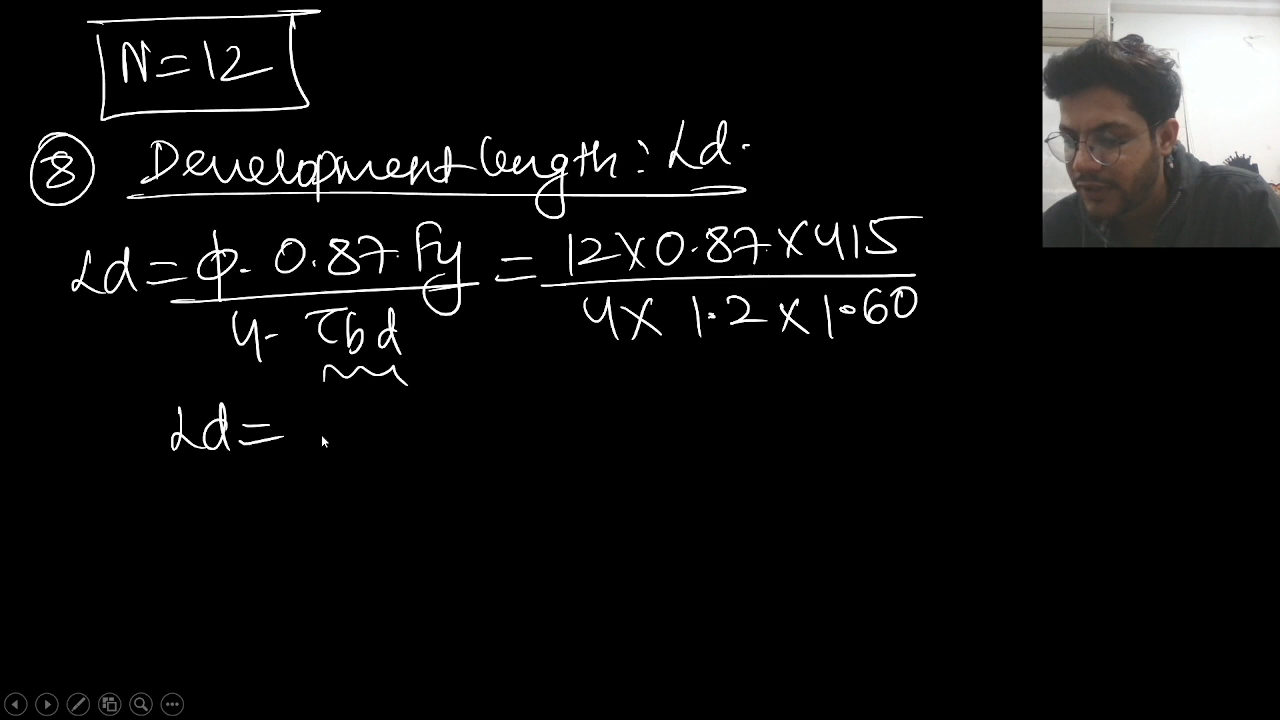 N=12
⑧ Development length: Ld.
Ld = ϕ. 0.87. Fy / 4. τbd = 12 X 0.87 X 415 / 4 X 1.2 X 1.60
Ld =